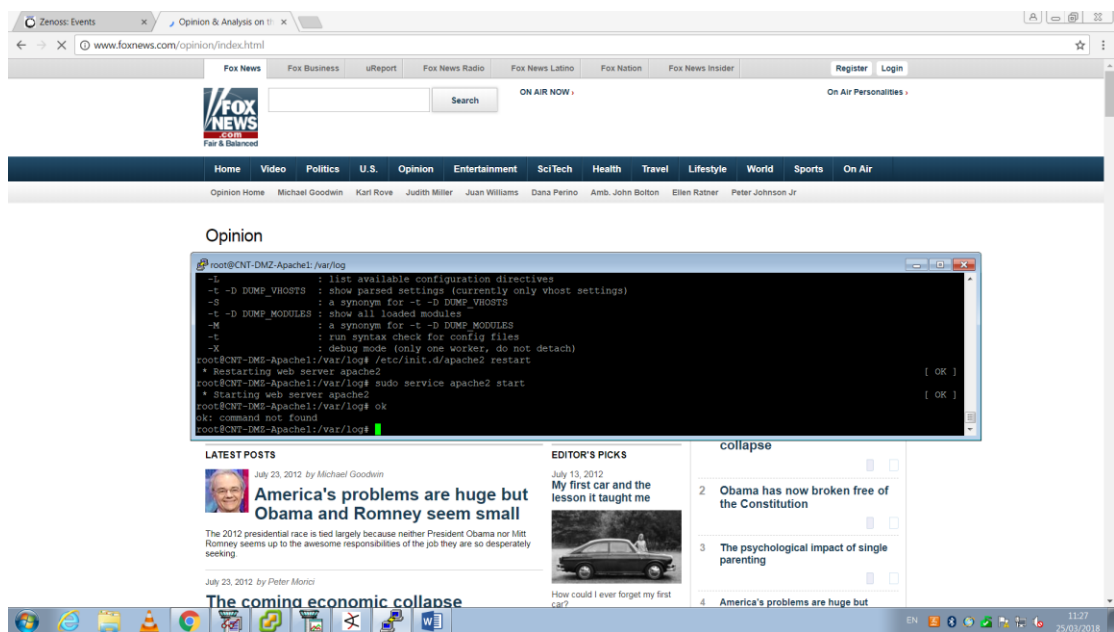 Zenoss: Events
Opinion & Analysis on th
www.foxnews.com/opinion/index.html
Fox News Fox Business uReport Fox News Radio Fox News Latino Fox Nation Fox News Insider Register Login
FOX
NEWS
.com
Fair & Balanced
Search
ON AIR NOW ›
On Air Personalities ›
Home Video Politics U.S. Opinion Entertainment SciTech Health Travel Lifestyle World Sports On Air
Opinion Home Michael Goodwin Karl Rove Judith Miller Juan Williams Dana Perino Amb. John Bolton Ellen Ratner Peter Johnson Jr
Opinion
root@CNT-DMZ-Apache1: /var/log
-L : list available configuration directives
-t -D DUMP_VHOSTS : show parsed settings (currently only vhost settings)
-S : a synonym for -t -D DUMP_VHOSTS
-t -D DUMP_MODULES : show all loaded modules
-M : a synonym for -t -D DUMP_MODULES
-t : run syntax check for config files
-X : debug mode (only one worker, do not detach)
root@CNT-DMZ-Apache1:/var/log# /etc/init.d/apache2 restart
* Restarting web server apache2 [ OK ]
root@CNT-DMZ-Apache1:/var/log# sudo service apache2 start
* Starting web server apache2 [ OK ]
root@CNT-DMZ-Apache1:/var/log# ok
ok: command not found
root@CNT-DMZ-Apache1:/var/log#
LATEST POSTS
July 23, 2012 by Michael Goodwin
America's problems are huge but
Obama and Romney seem small
The 2012 presidential race is tied largely because neither President Obama nor Mitt
Romney seems up to the awesome responsibilities of the job they are so desperately
seeking.
July 23, 2012 by Peter Morici
The coming economic collapse
EDITOR'S PICKS
July 13, 2012
My first car and the
lesson it taught me
How could I ever forget my first
car?
collapse
2 Obama has now broken free of
the Constitution
3 The psychological impact of single
parenting
4 America's problems are huge but
EN
11:27
25/03/2018